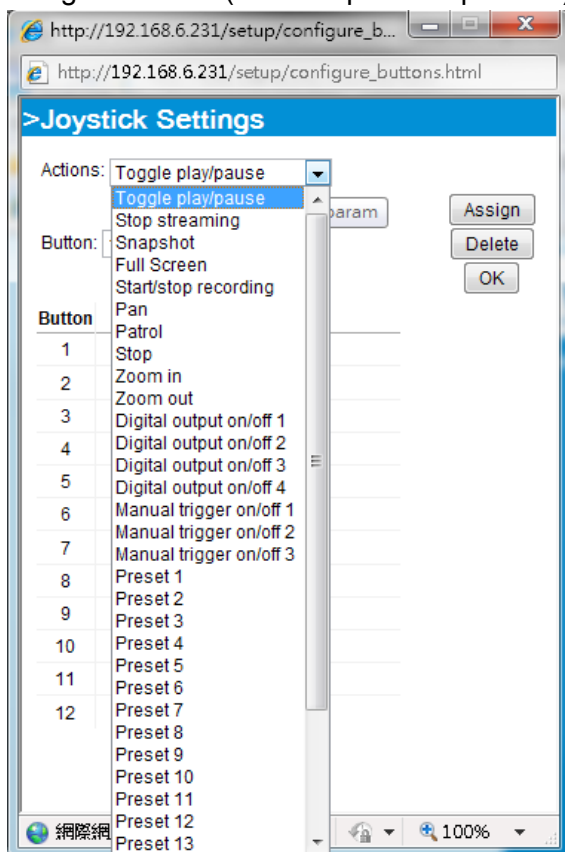 http://192.168.6.231/setup/configure_b...
http://192.168.6.231/setup/configure_buttons.html
>Joystick Settings
Actions: Toggle play/pause
Toggle play/pause
param
Assign
Stop streaming
Button:
Snapshot
Delete
Full Screen
OK
Start/stop recording
Button
Pan
Patrol
1
Stop
2
Zoom in
Zoom out
3
Digital output on/off 1
4
Digital output on/off 2
Digital output on/off 3
5
Digital output on/off 4
6
Manual trigger on/off 1
Manual trigger on/off 2
7
Manual trigger on/off 3
8
Preset 1
Preset 2
9
Preset 3
10
Preset 4
Preset 5
11
Preset 6
12
Preset 7
Preset 8
Preset 9
Preset 10
Preset 11
Preset 12
網際網
100%
Preset 13